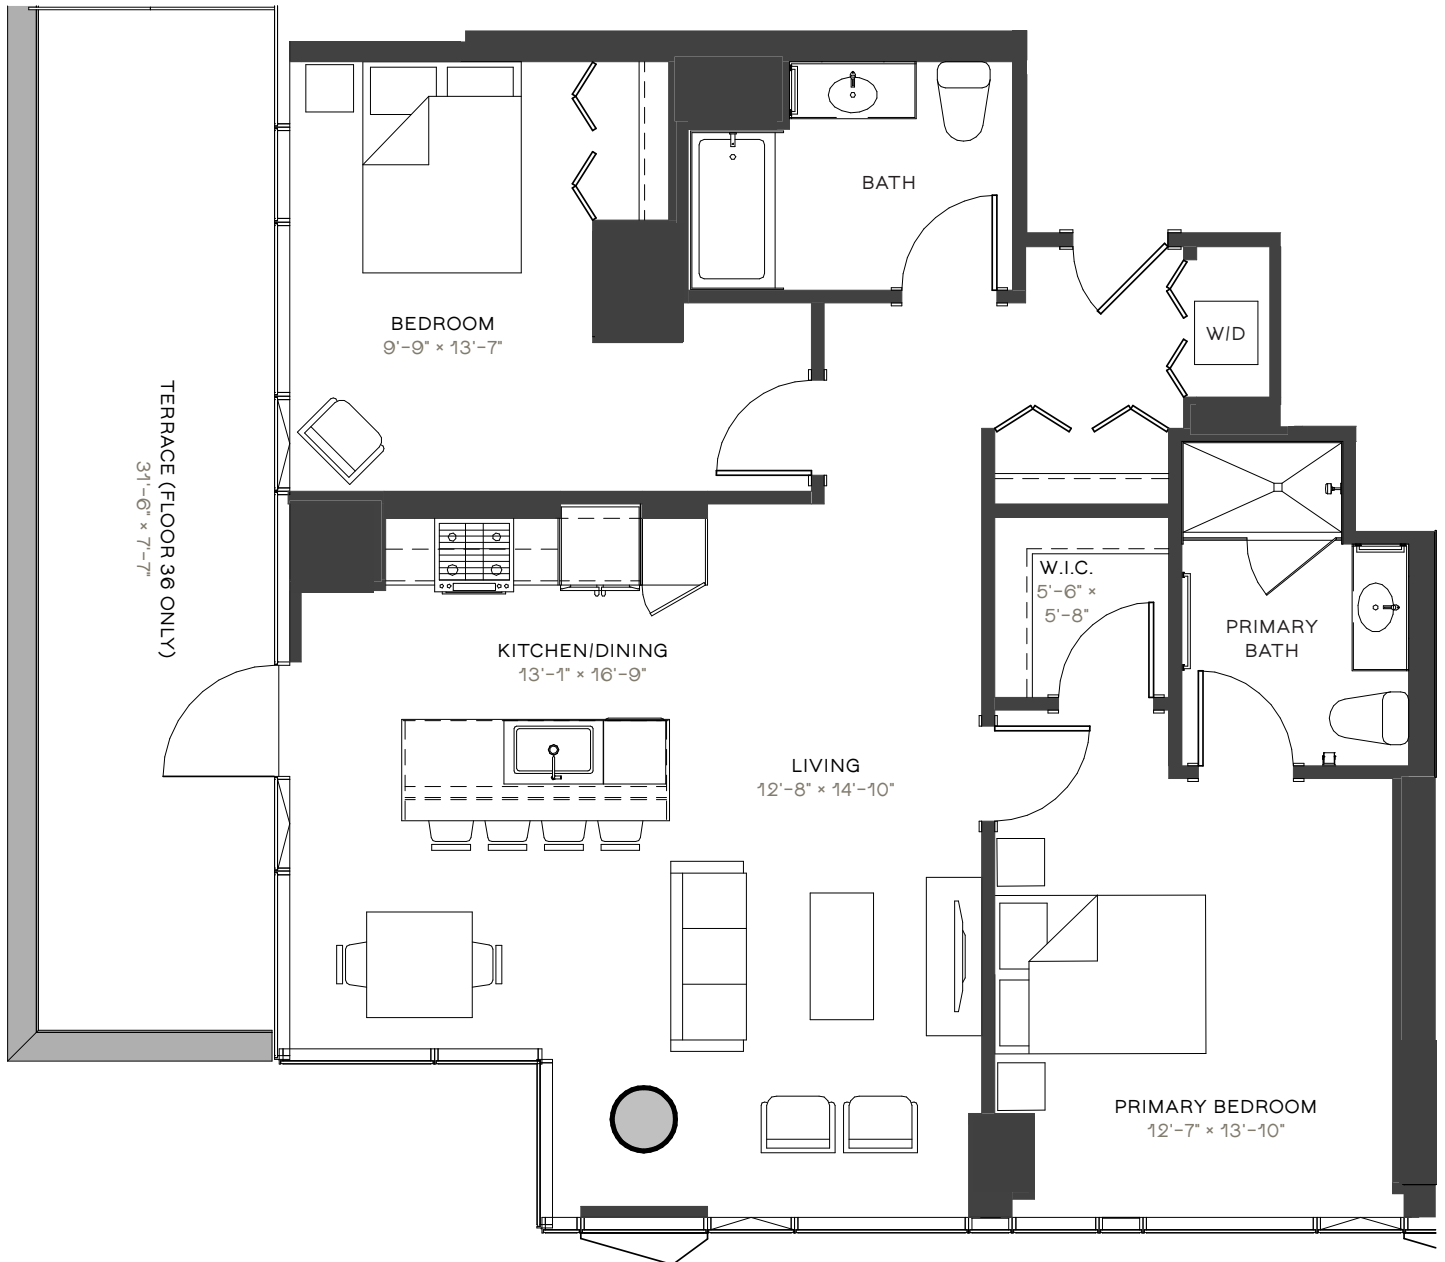 BATH
BEDROOM
9'-9" × 13'-7"
W/D
TERRACE (FLOOR 36 ONLY)
31'-6" × 7'-7"
W.I.C.
5'-6" ×
5'-8"
PRIMARY
BATH
KITCHEN/DINING
13'-1" × 16'-9"
LIVING
12'-8" × 14'-10"
PRIMARY BEDROOM
12'-7" × 13'-10"